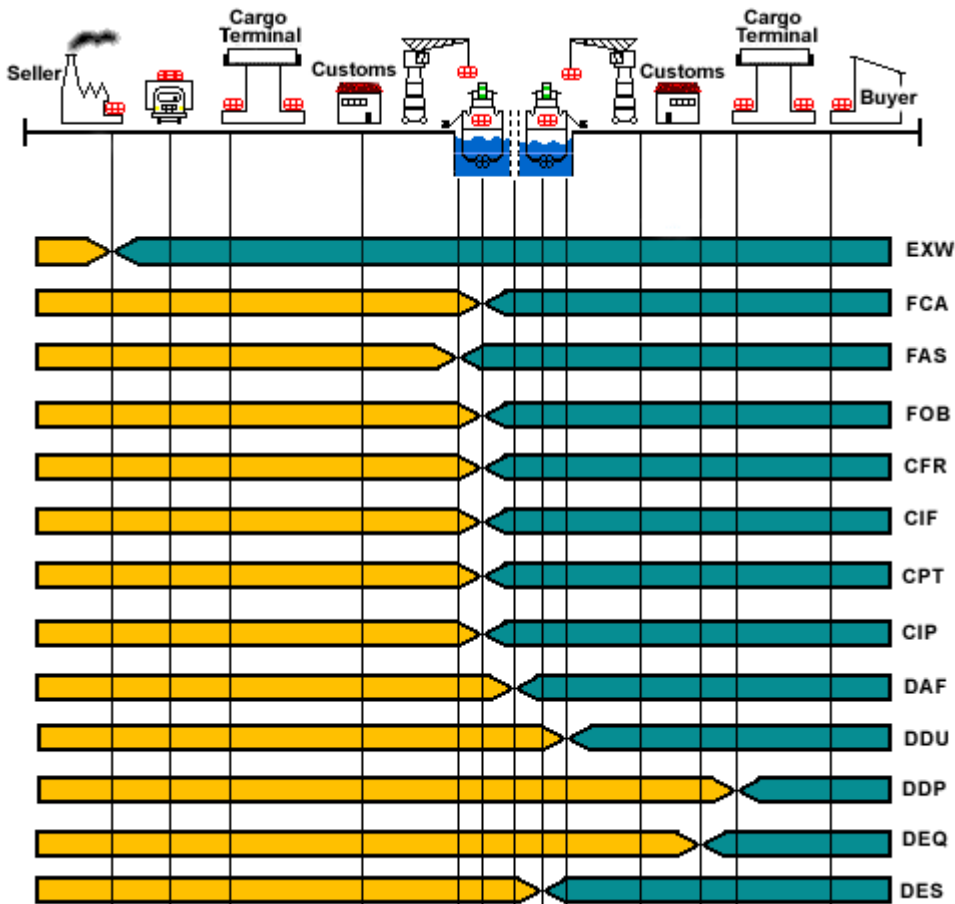 Cargo
Terminal
Cargo
Terminal
Seller
Customs
Customs
Buyer
EXW
FCA
FAS
FOB
CFR
CIF
CPT
CIP
DAF
DDU
DDP
DEQ
DES